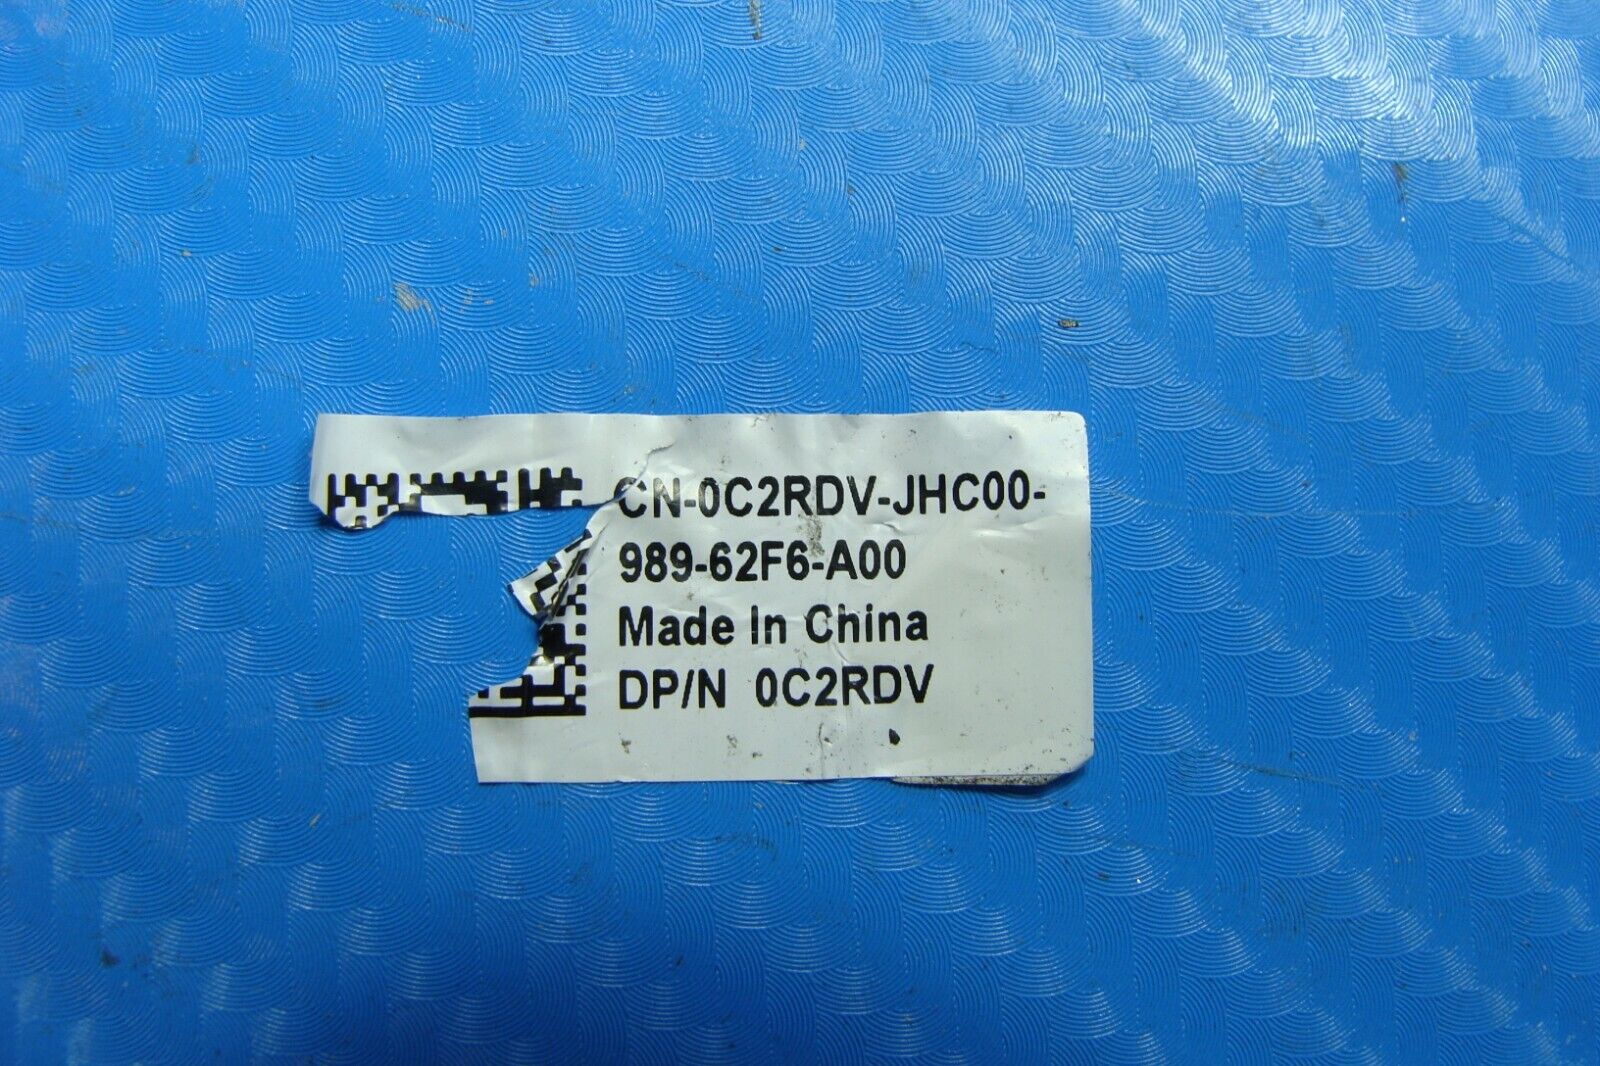 CN-0C2RDV-JHC00-
989-62F6-A00
Made In China
DP/N 0C2RDV